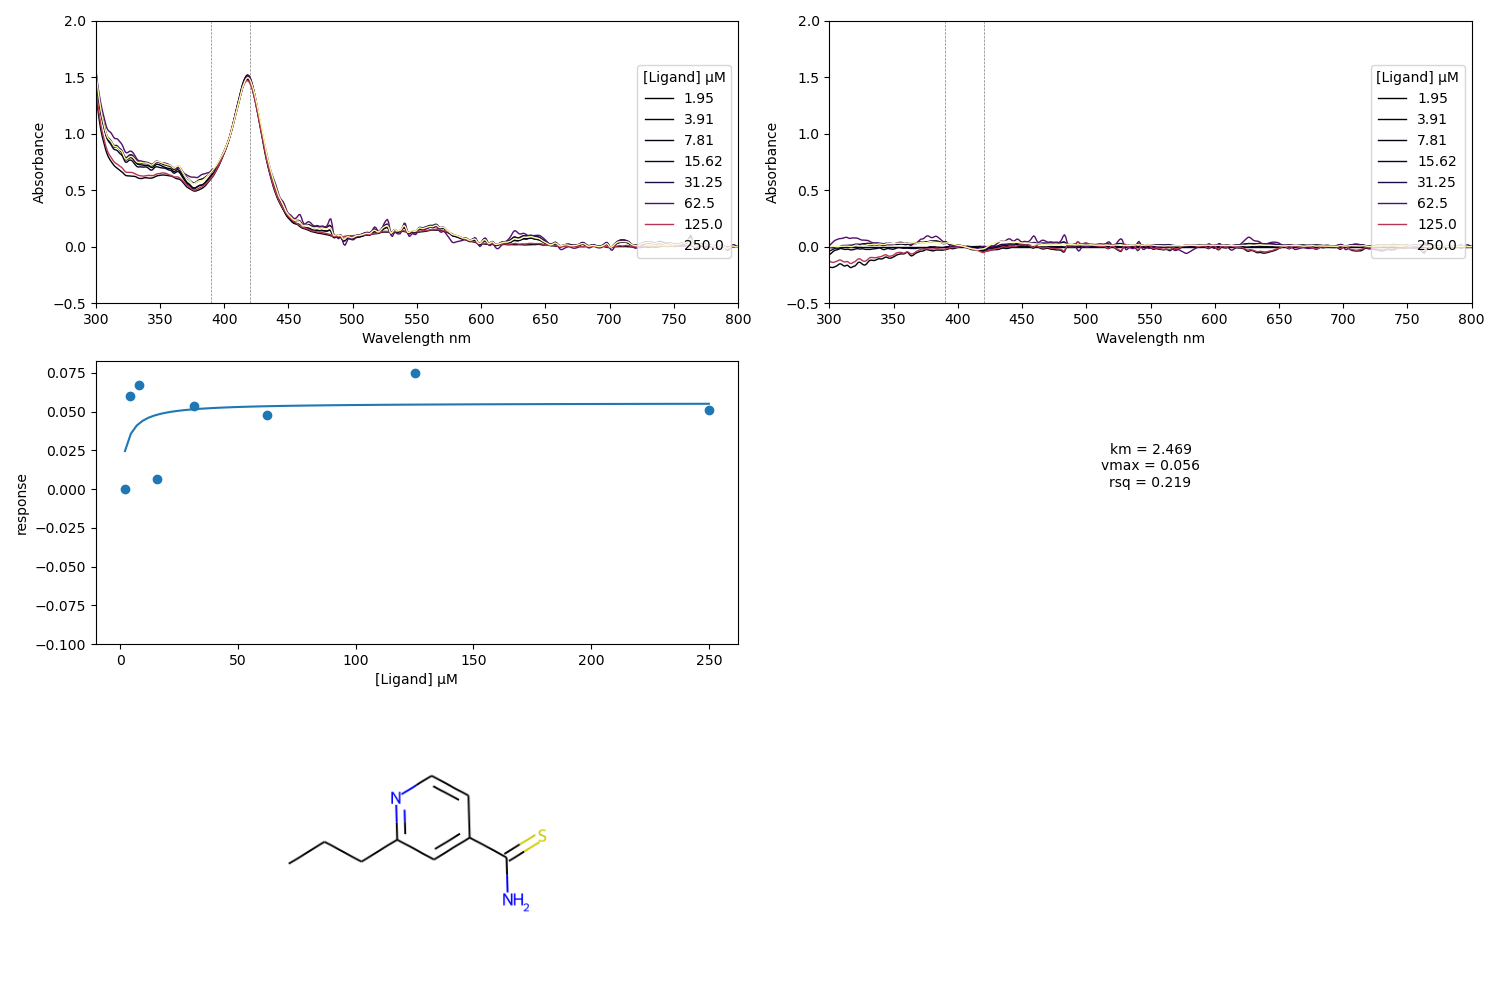 2.0
1.5
1.0
0.5
0.0
−0.5
Absorbance
300 350 400 450 500 550 600 650 700 750 800
Wavelength nm
[Ligand] μM
1.95
3.91
7.81
15.62
31.25
62.5
125.0
250.0
2.0
1.5
1.0
0.5
0.0
−0.5
Absorbance
300 350 400 450 500 550 600 650 700 750 800
Wavelength nm
[Ligand] μM
1.95
3.91
7.81
15.62
31.25
62.5
125.0
250.0
0.075
0.050
0.025
0.000
−0.025
−0.050
−0.075
−0.100
response
0 50 100 150 200 250
[Ligand] μM
km = 2.469
vmax = 0.056
rsq = 0.219
N
S
NH2